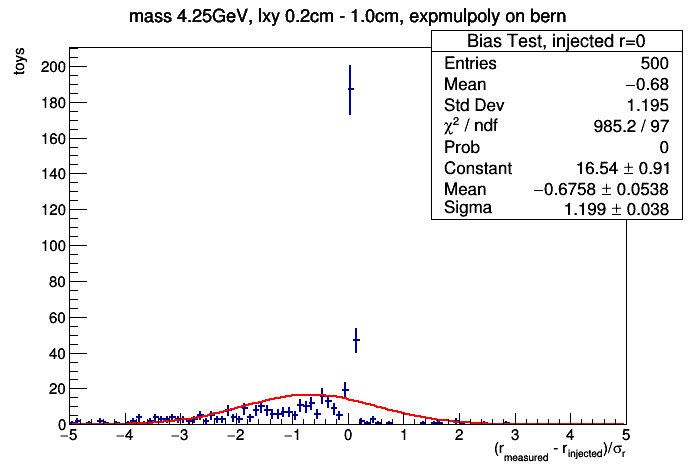 mass 4.25GeV, lxy 0.2cm - 1.0cm, expmulpoly on bern
Bias Test, injected r=0
Entries 500
Mean −0.68
Std Dev 1.195
χ² / ndf 985.2 / 97
Prob 0
Constant 16.54 ± 0.91
Mean −0.6758 ± 0.0538
Sigma 1.199 ± 0.038
toys
200
180
160
140
120
100
80
60
40
20
0
−5 −4 −3 −2 −1 0 1 2 3 4 5
(r_measured - r_injected)/σ_r